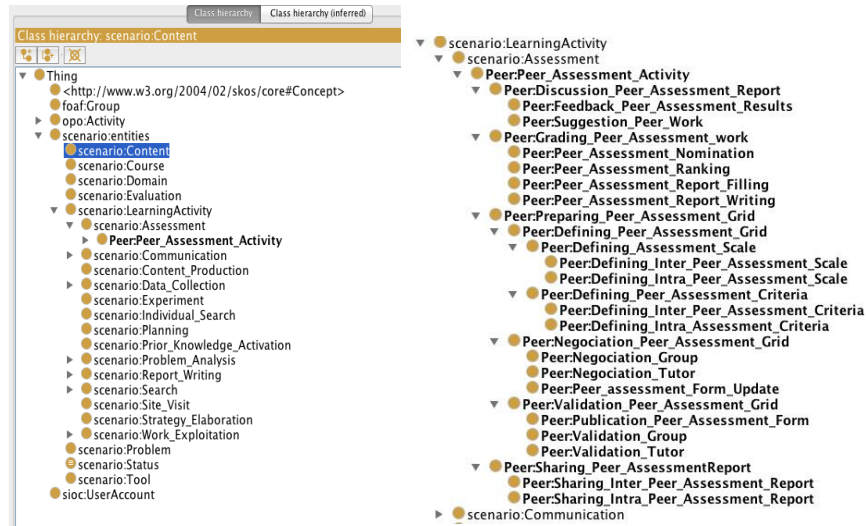 Class hierarchy
Class hierarchy (inferred)
Class hierarchy: scenario:Content
Thing
<http://www.w3.org/2004/02/skos/core#Concept>
foaf:Group
opo:Activity
scenario:entities
scenario:Content
scenario:Course
scenario:Domain
scenario:Evaluation
scenario:LearningActivity
scenario:Assessment
Peer:Peer_Assessment_Activity
scenario:Communication
scenario:Content_Production
scenario:Data_Collection
scenario:Experiment
scenario:Individual_Search
scenario:Planning
scenario:Prior_Knowledge_Activation
scenario:Problem_Analysis
scenario:Report_Writing
scenario:Search
scenario:Site_Visit
scenario:Strategy_Elaboration
scenario:Work_Exploitation
scenario:Problem
scenario:Status
scenario:Tool
sioc:UserAccount
scenario:LearningActivity
scenario:Assessment
Peer:Peer_Assessment_Activity
Peer:Discussion_Peer_Assessment_Report
Peer:Feedback_Peer_Assessment_Results
Peer:Suggestion_Peer_Work
Peer:Grading_Peer_Assessment_work
Peer:Peer_Assessment_Nomination
Peer:Peer_Assessment_Ranking
Peer:Peer_Assessment_Report_Filling
Peer:Peer_Assessment_Report_Writing
Peer:Preparing_Peer_Assessment_Grid
Peer:Defining_Peer_Assessment_Grid
Peer:Defining_Assessment_Scale
Peer:Defining_Inter_Peer_Assessment_Scale
Peer:Defining_Intra_Peer_Assessment_Scale
Peer:Defining_Peer_Assessment_Criteria
Peer:Defining_Inter_Peer_Assessment_Criteria
Peer:Defining_Intra_Assessment_Criteria
Peer:Negociation_Peer_Assessment_Grid
Peer:Negociation_Group
Peer:Negociation_Tutor
Peer:Peer_assessment_Form_Update
Peer:Validation_Peer_Assessment_Grid
Peer:Publication_Peer_Assessment_Form
Peer:Validation_Group
Peer:Validation_Tutor
Peer:Sharing_Peer_AssessmentReport
Peer:Sharing_Inter_Peer_Assessment_Report
Peer:Sharing_Intra_Peer_Assessment_Report
scenario:Communication